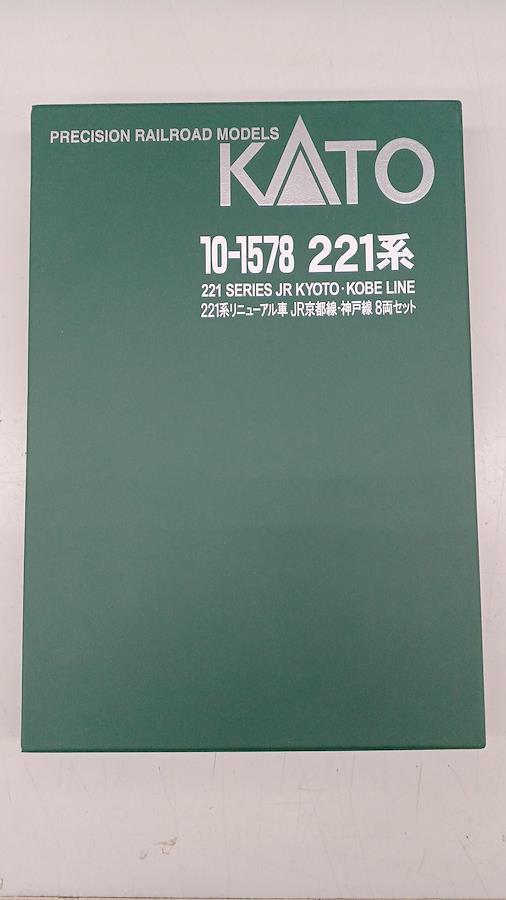 PRECISION RAILROAD MODELS
KATO
10-1578 221系
221 SERIES JR KYOTO・KOBE LINE
221系リニューアル車 JR京都線・神戸線 8両セット